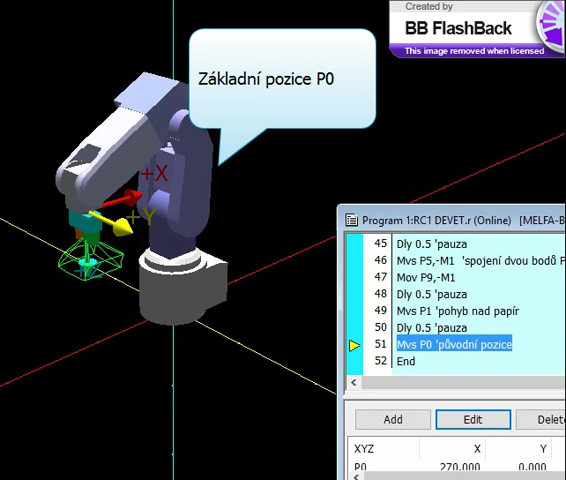 Created by
BB FlashBack
This image removed when licensed
Základní pozice P0
+X
+Y
Program 1:RC1 DEVET.r (Online) [MELFA-B
45 Dly 0.5 'pauza
46 Mvs P5,-M1 'spojení dvou bodů P
47 Mov P9,-M1
48 Dly 0.5 'pauza
49 Mvs P1 'pohyb nad papír
50 Dly 0.5 'pauza
51 Mvs P0 'původní pozice
52 End
Add Edit Delete
XYZ X Y
P0 270.000 0.000